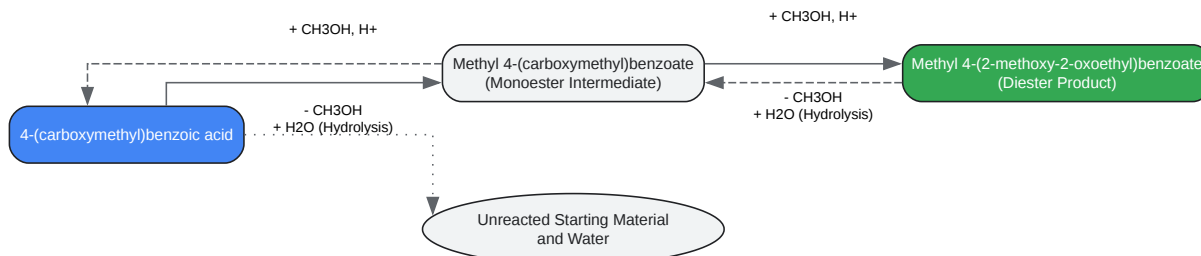 + CH3OH, H+
+ CH3OH, H+
Methyl 4-(carboxymethyl)benzoate
(Monoester Intermediate)
Methyl 4-(2-methoxy-2-oxoethyl)benzoate
(Diester Product)
4-(carboxymethyl)benzoic acid
- CH3OH
+ H2O (Hydrolysis)
- CH3OH
+ H2O (Hydrolysis)
Unreacted Starting Material
and Water